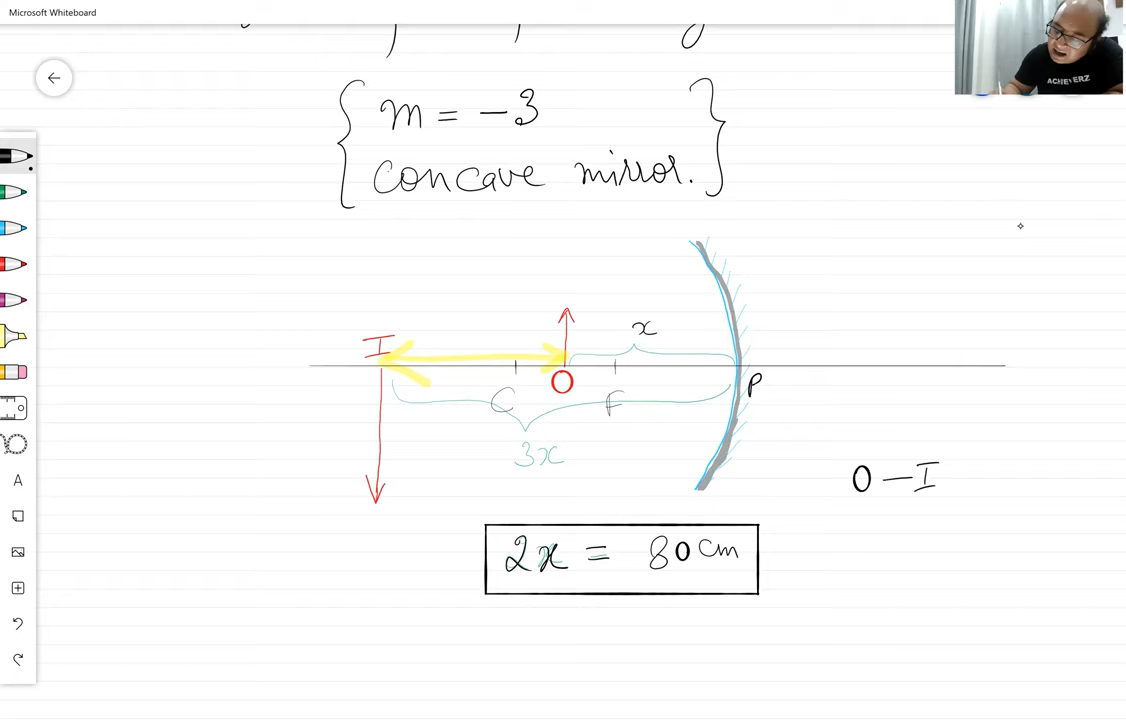 Microsoft Whiteboard
ACHIEVERZ
m = -3
concave mirror.
I
x
O
P
C
F
3x
O - I
2x = 80 cm
A